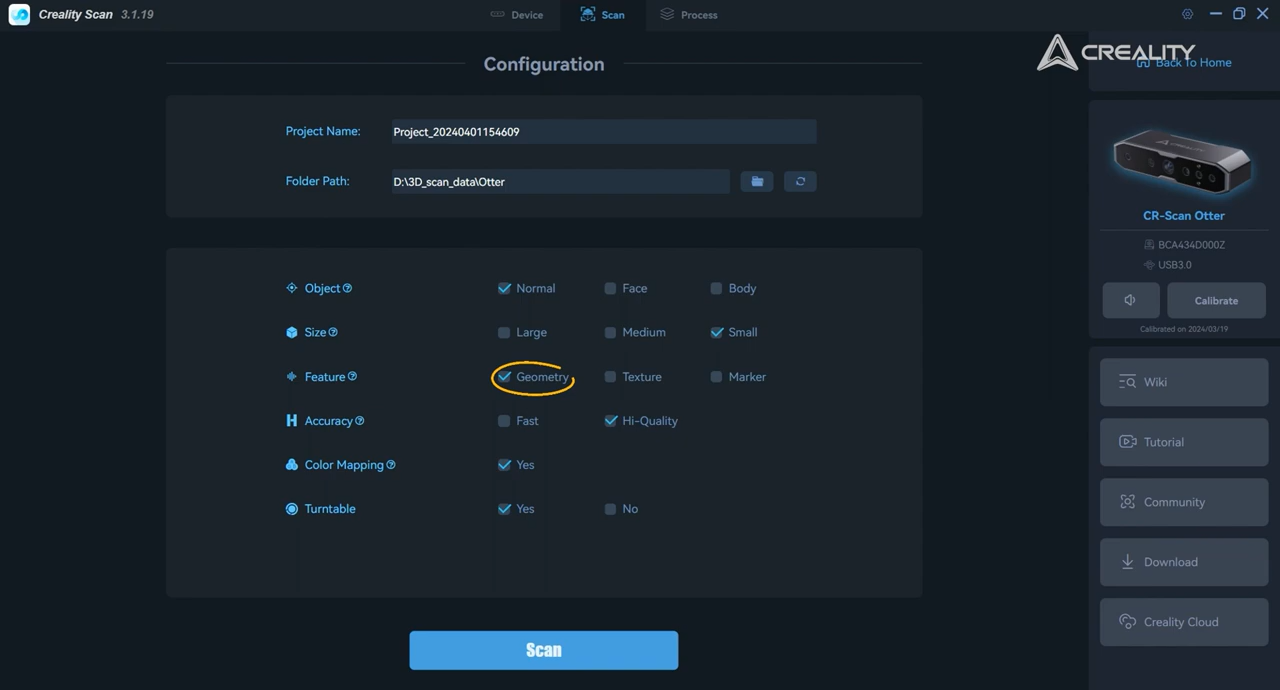 Creality Scan 3.1.19
Device
Scan
Process
CREALITY
Back To Home
Configuration
Project Name: Project_20240401154609
Folder Path: D:\3D_scan_data\Otter
CR-Scan Otter
BCA434D000Z
USB3.0
Calibrate
Calibrated on 2024/03/19
Object Normal Face Body
Size Large Medium Small
Feature Geometry Texture Marker
Accuracy Fast Hi-Quality
Color Mapping Yes
Turntable Yes No
Wiki
Tutorial
Community
Download
Creality Cloud
Scan